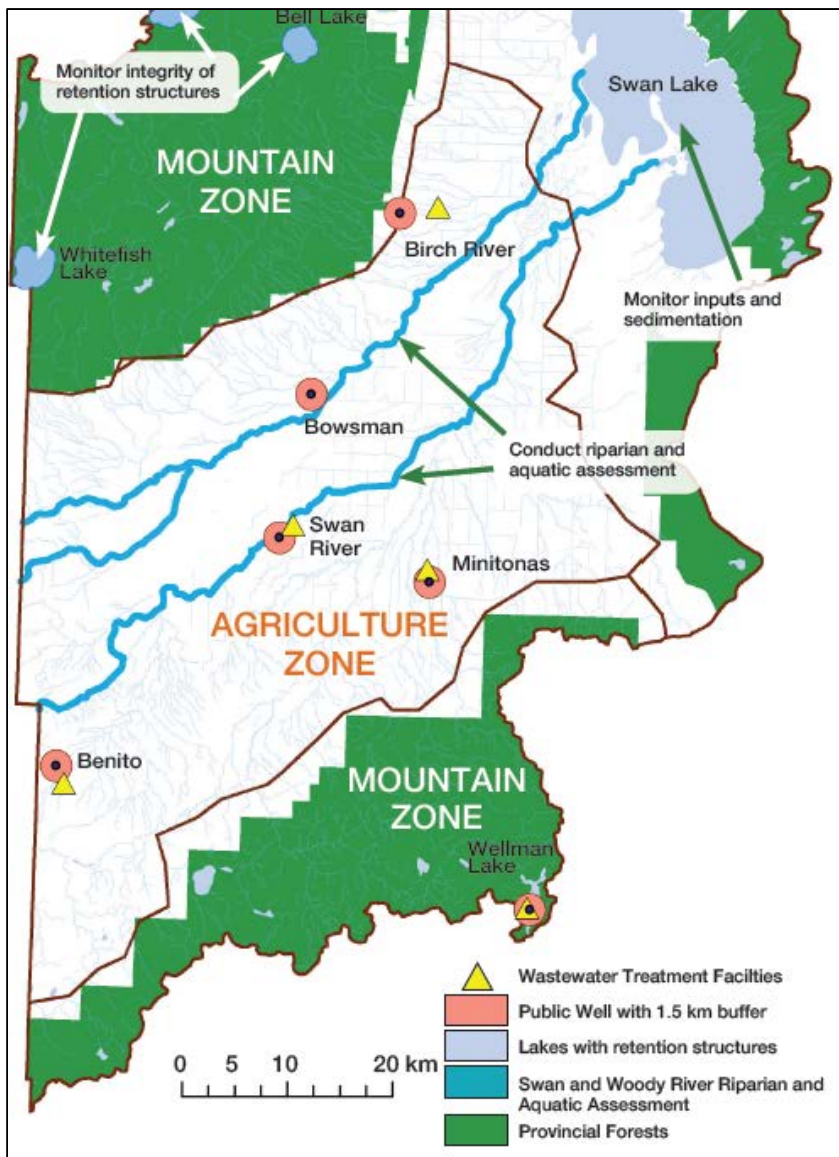 Bell Lake
Monitor integrity of
retention structures
Swan Lake
MOUNTAIN
ZONE
Birch River
Whitefish
Lake
Monitor inputs and
sedimentation
Bowsman
Conduct riparian and
aquatic assessment
Swan
River
Minitonas
AGRICULTURE
ZONE
Benito
MOUNTAIN
ZONE
Wellman
Lake
Wastewater Treatment Facilties
Public Well with 1.5 km buffer
Lakes with retention structures
Swan and Woody River Riparian and
Aquatic Assessment
Provincial Forests
0 5 10 20 km